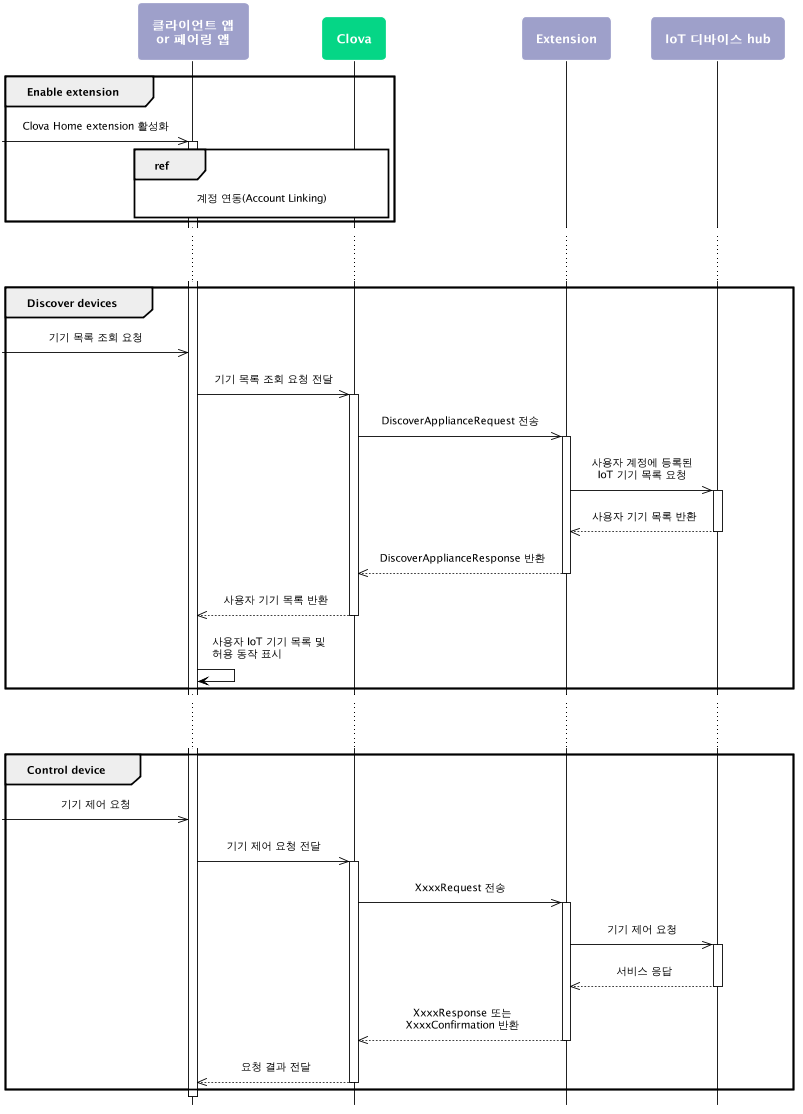 클라이언트 앱
or 페어링 앱
Clova
Extension
IoT 디바이스 hub
Enable extension
Clova Home extension 활성화
ref
계정 연동(Account Linking)
Discover devices
기기 목록 조회 요청
기기 목록 조회 요청 전달
DiscoverApplianceRequest 전송
사용자 계정에 등록된
IoT 기기 목록 요청
사용자 기기 목록 반환
DiscoverApplianceResponse 반환
사용자 기기 목록 반환
사용자 IoT 기기 목록 및
허용 동작 표시
Control device
기기 제어 요청
기기 제어 요청 전달
XxxxRequest 전송
기기 제어 요청
서비스 응답
XxxxResponse 또는
XxxxConfirmation 반환
요청 결과 전달